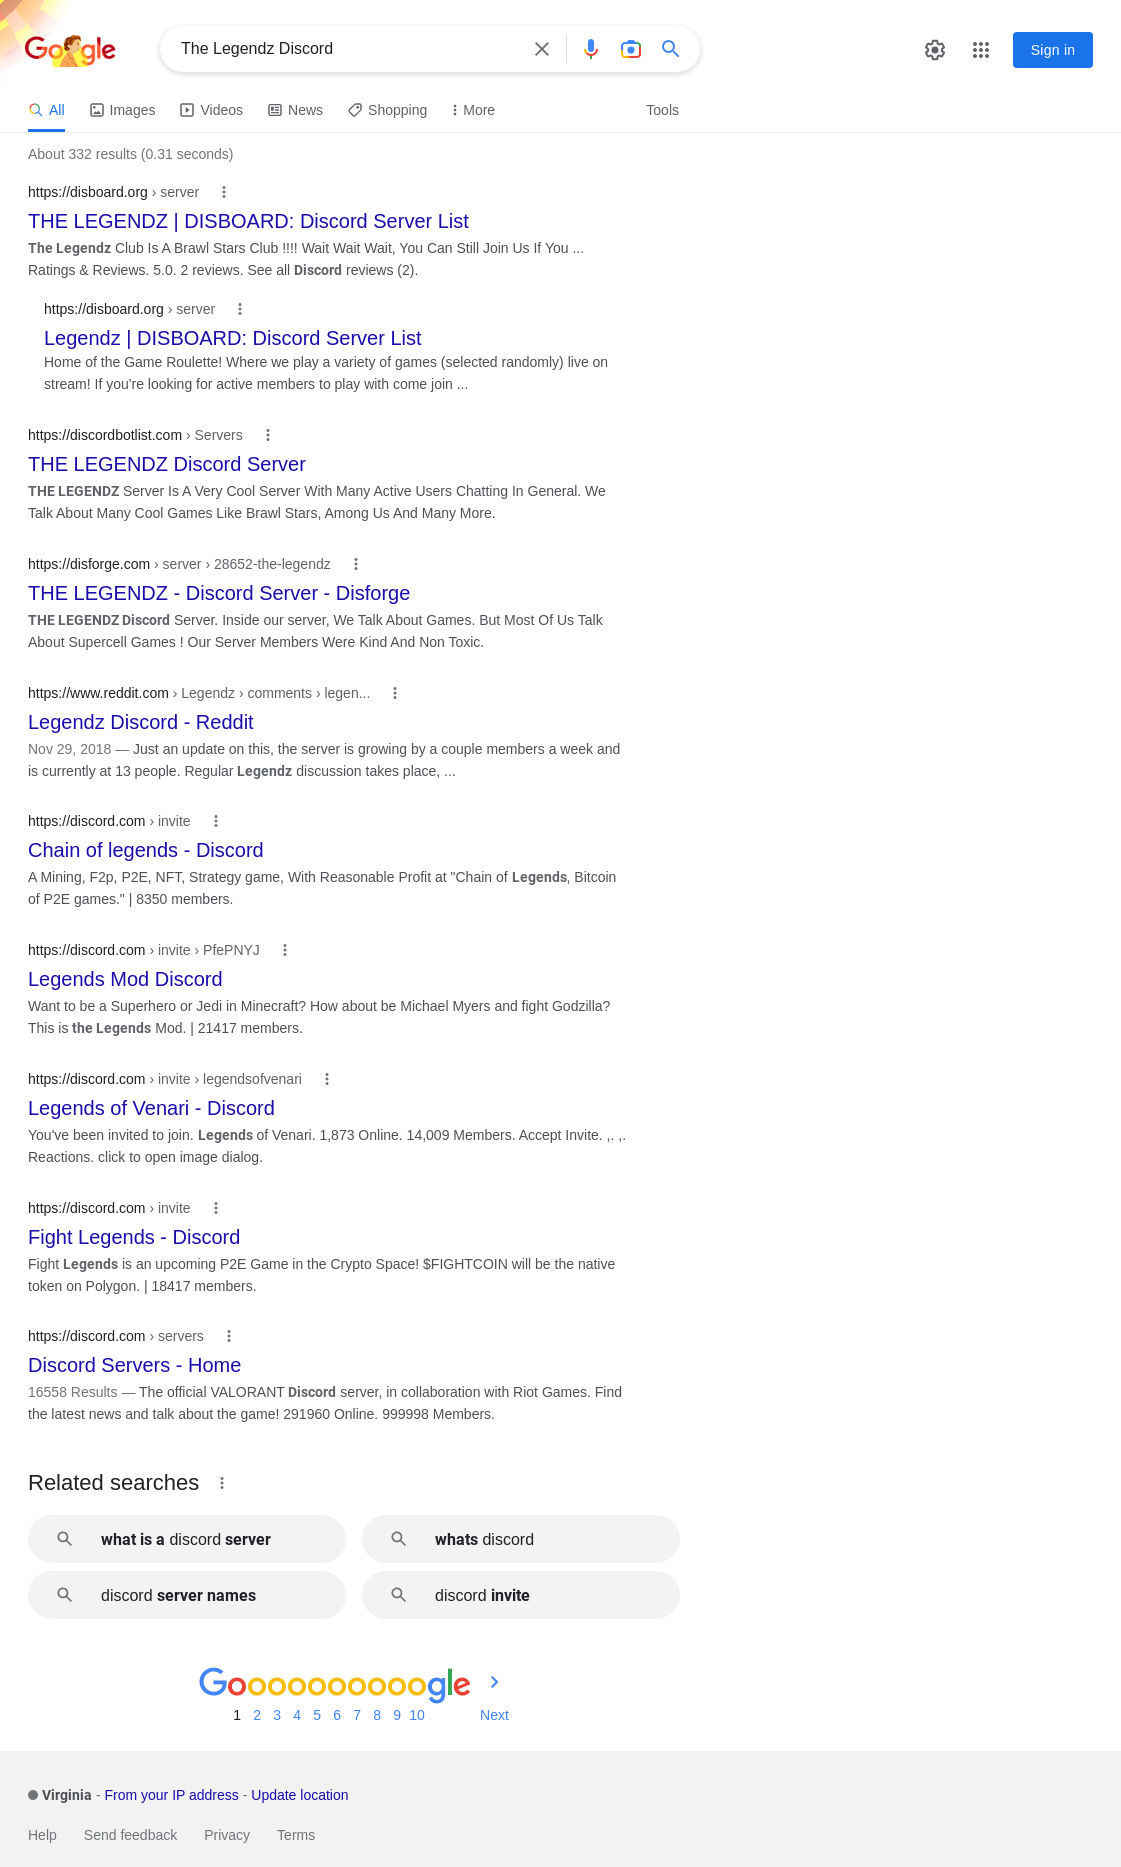 Google
The Legendz Discord
Sign in
All Images Videos News Shopping More Tools
About 332 results (0.31 seconds)
https://disboard.org › server
THE LEGENDZ | DISBOARD: Discord Server List
The Legendz Club Is A Brawl Stars Club !!!! Wait Wait Wait, You Can Still Join Us If You ...
Ratings & Reviews. 5.0. 2 reviews. See all Discord reviews (2).
https://disboard.org › server
Legendz | DISBOARD: Discord Server List
Home of the Game Roulette! Where we play a variety of games (selected randomly) live on
stream! If you're looking for active members to play with come join ...
https://discordbotlist.com › Servers
THE LEGENDZ Discord Server
THE LEGENDZ Server Is A Very Cool Server With Many Active Users Chatting In General. We
Talk About Many Cool Games Like Brawl Stars, Among Us And Many More.
https://disforge.com › server › 28652-the-legendz
THE LEGENDZ - Discord Server - Disforge
THE LEGENDZ Discord Server. Inside our server, We Talk About Games. But Most Of Us Talk
About Supercell Games ! Our Server Members Were Kind And Non Toxic.
https://www.reddit.com › Legendz › comments › legen...
Legendz Discord - Reddit
Nov 29, 2018 — Just an update on this, the server is growing by a couple members a week and
is currently at 13 people. Regular Legendz discussion takes place, ...
https://discord.com › invite
Chain of legends - Discord
A Mining, F2p, P2E, NFT, Strategy game, With Reasonable Profit at "Chain of Legends, Bitcoin
of P2E games." | 8350 members.
https://discord.com › invite › PfePNYJ
Legends Mod Discord
Want to be a Superhero or Jedi in Minecraft? How about be Michael Myers and fight Godzilla?
This is the Legends Mod. | 21417 members.
https://discord.com › invite › legendsofvenari
Legends of Venari - Discord
You've been invited to join. Legends of Venari. 1,873 Online. 14,009 Members. Accept Invite. ,. ,.
Reactions. click to open image dialog.
https://discord.com › invite
Fight Legends - Discord
Fight Legends is an upcoming P2E Game in the Crypto Space! $FIGHTCOIN will be the native
token on Polygon. | 18417 members.
https://discord.com › servers
Discord Servers - Home
16558 Results — The official VALORANT Discord server, in collaboration with Riot Games. Find
the latest news and talk about the game! 291960 Online. 999998 Members.
Related searches
what is a discord server
whats discord
discord server names
discord invite
Goooooooooogle
1 2 3 4 5 6 7 8 9 10 Next
Virginia - From your IP address - Update location
Help Send feedback Privacy Terms